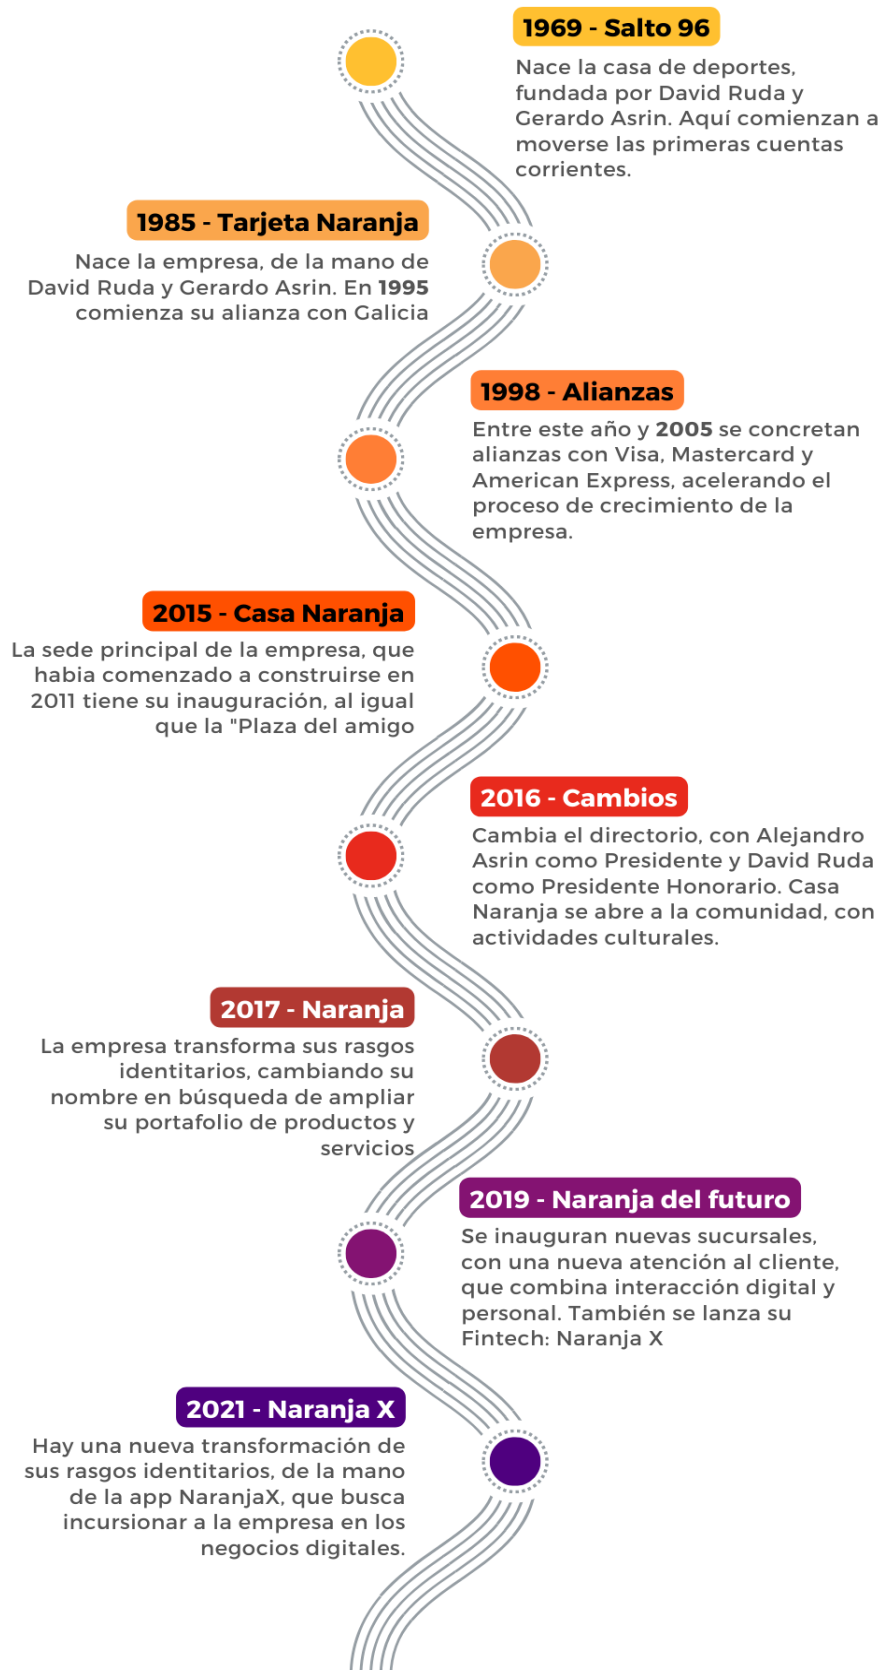 1969 - Salto 96
Nace la casa de deportes,
fundada por David Ruda y
Gerardo Asrin. Aquí comienzan a
moverse las primeras cuentas
corrientes.
1985 - Tarjeta Naranja
Nace la empresa, de la mano de
David Ruda y Gerardo Asrin. En 1995
comienza su alianza con Galicia
1998 - Alianzas
Entre este año y 2005 se concretan
alianzas con Visa, Mastercard y
American Express, acelerando el
proceso de crecimiento de la
empresa.
2015 - Casa Naranja
La sede principal de la empresa, que
habia comenzado a construirse en
2011 tiene su inauguración, al igual
que la "Plaza del amigo
2016 - Cambios
Cambia el directorio, con Alejandro
Asrin como Presidente y David Ruda
como Presidente Honorario. Casa
Naranja se abre a la comunidad, con
actividades culturales.
2017 - Naranja
La empresa transforma sus rasgos
identitarios, cambiando su
nombre en búsqueda de ampliar
su portafolio de productos y
servicios
2019 - Naranja del futuro
Se inauguran nuevas sucursales,
con una nueva atención al cliente,
que combina interacción digital y
personal. También se lanza su
Fintech: Naranja X
2021 - Naranja X
Hay una nueva transformación de
sus rasgos identitarios, de la mano
de la app NaranjaX, que busca
incursionar a la empresa en los
negocios digitales.